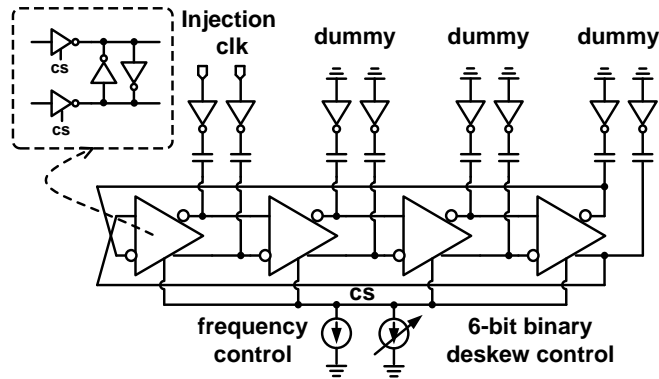 Injection
clk
dummy
dummy
dummy
cs
cs
cs
frequency
control
6-bit binary
deskew control